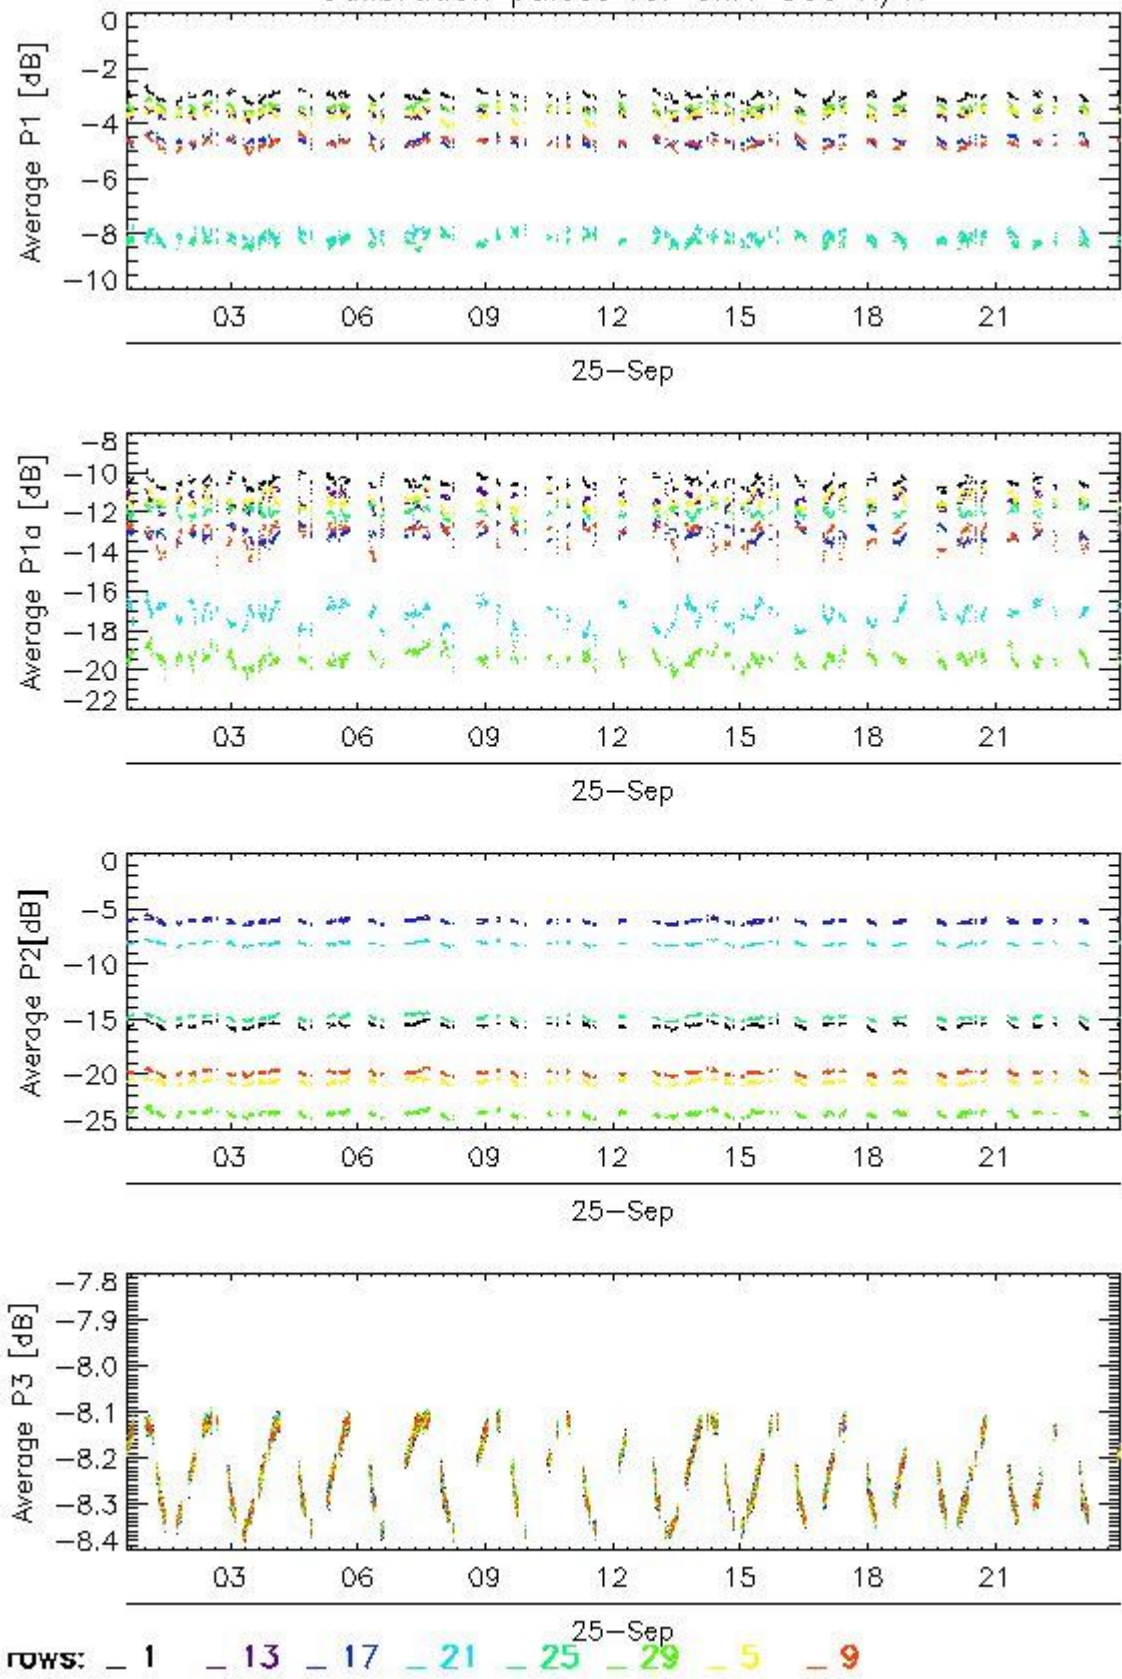 0
-2
-4
-6
-8
-10
Average P1 [dB]
03 06 09 12 15 18 21
25-Sep
-8
-10
-12
-14
-16
-18
-20
-22
Average P1a [dB]
03 06 09 12 15 18 21
25-Sep
0
-5
-10
-15
-20
-25
Average P2[dB]
03 06 09 12 15 18 21
25-Sep
-7.8
-7.9
-8.0
-8.1
-8.2
-8.3
-8.4
Average P3 [dB]
03 06 09 12 15 18 21
25-Sep
rows: _ 1 _ 13 _ 17 _ 21 _ 25 _ 29 _ 5 _ 9